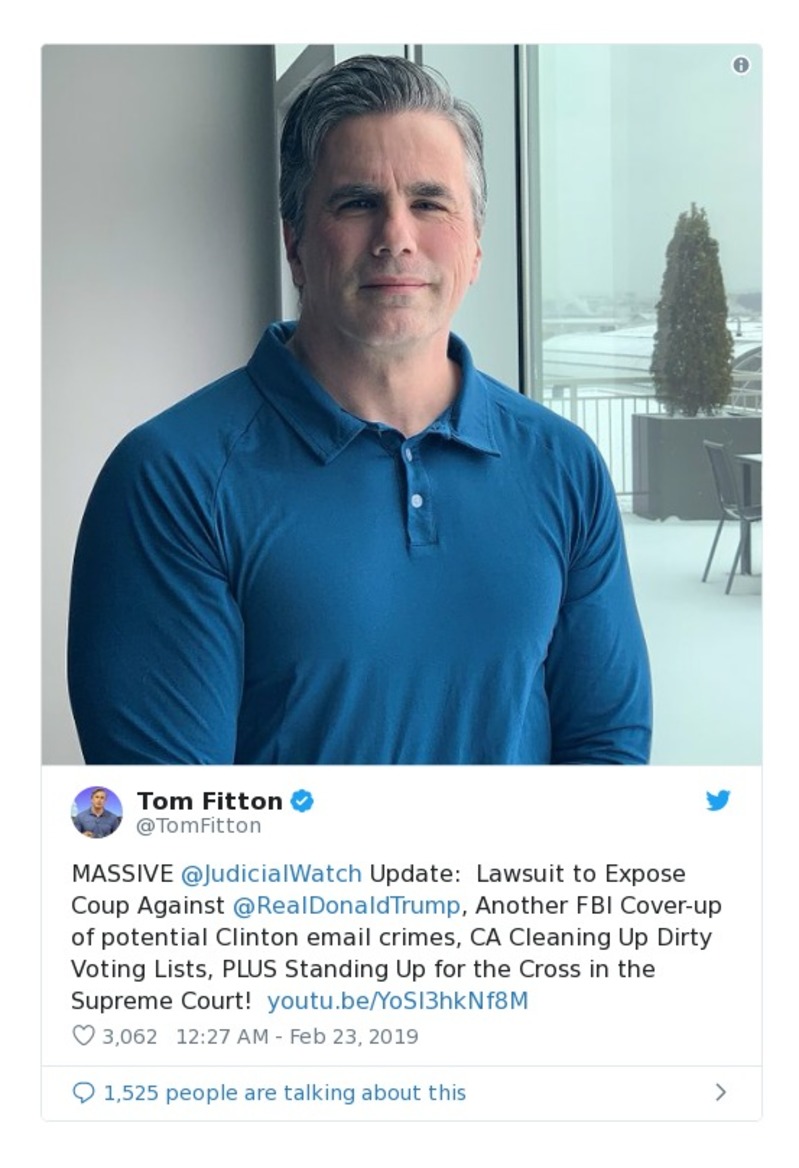 Tom Fitton
@TomFitton
MASSIVE @JudicialWatch Update:  Lawsuit to Expose
Coup Against @RealDonaldTrump, Another FBI Cover-up
of potential Clinton email crimes, CA Cleaning Up Dirty
Voting Lists, PLUS Standing Up for the Cross in the
Supreme Court!  youtu.be/YoSl3hkNf8M
3,062 12:27 AM - Feb 23, 2019
1,525 people are talking about this